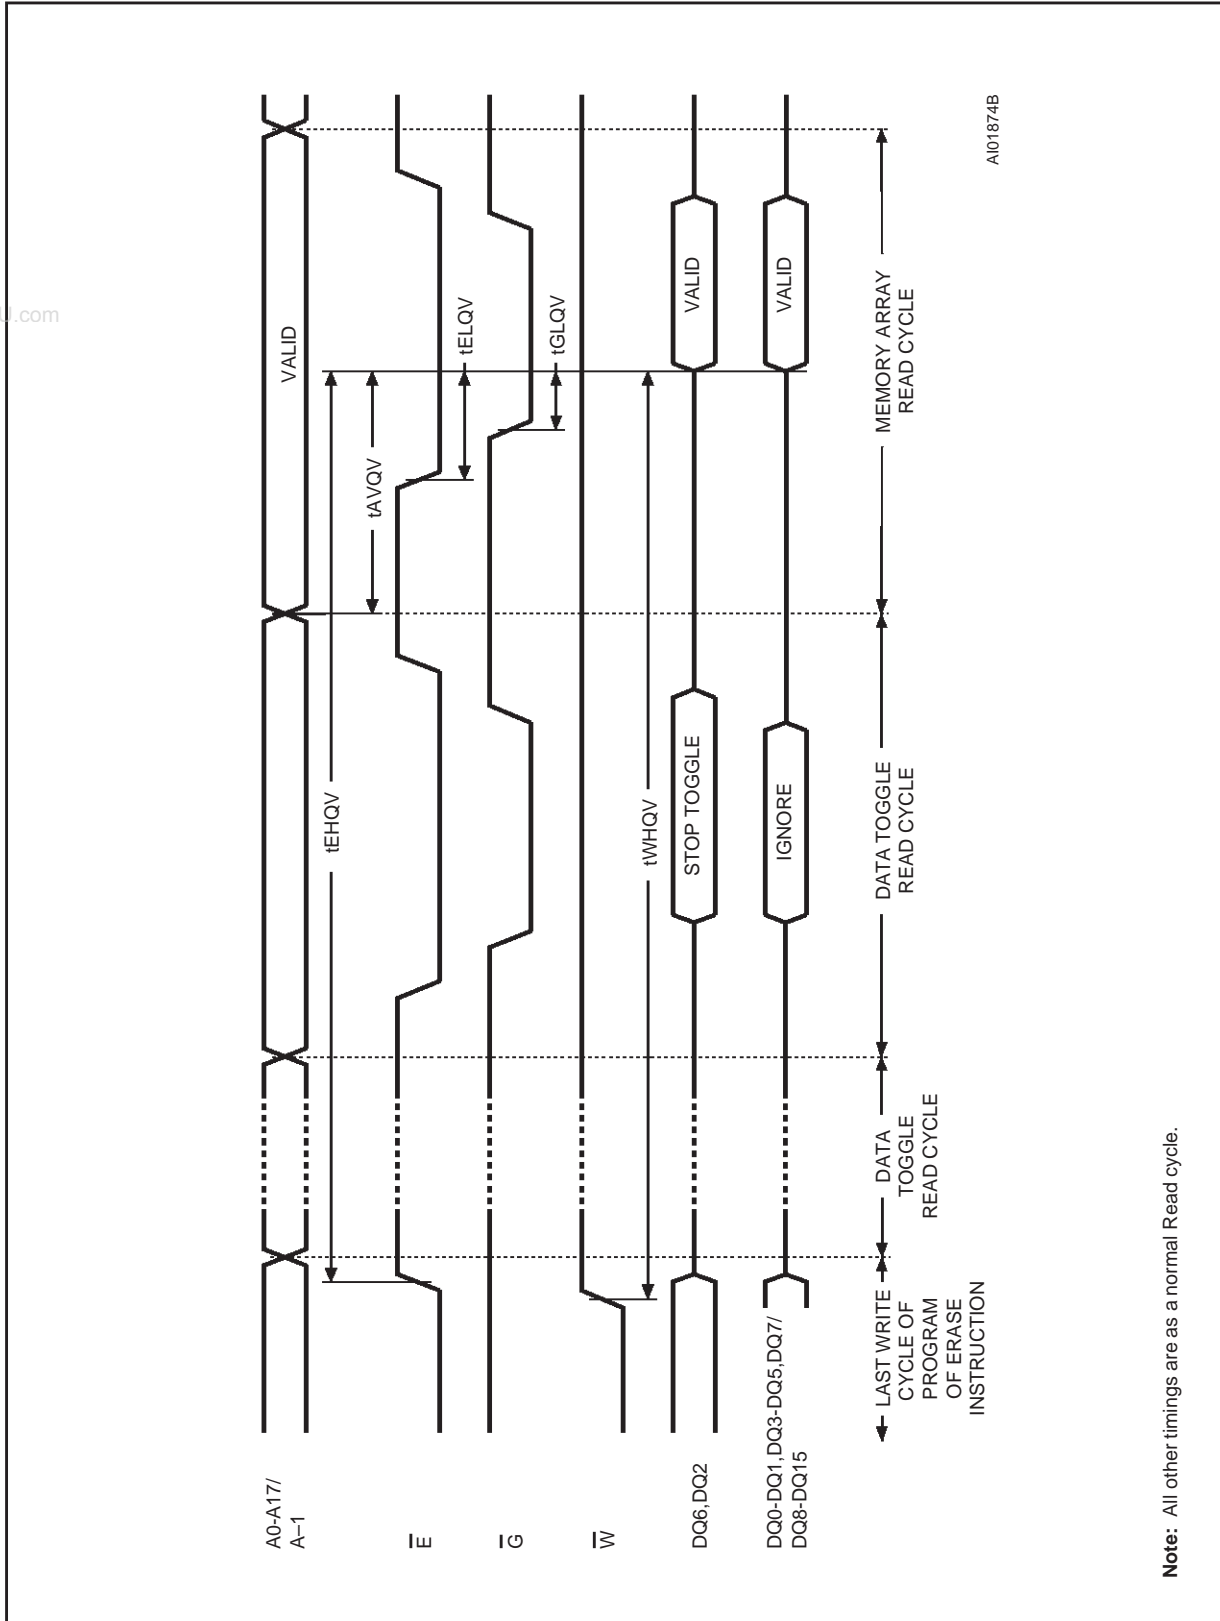 A0-A17/
A–1
VALID
tEHQV
tAVQV
E
tELQV
G
tGLQV
W
tWHQV
DQ6,DQ2
STOP TOGGLE
VALID
DQ0-DQ1,DQ3-DQ5,DQ7/
DQ8-DQ15
IGNORE
VALID
LAST WRITE
CYCLE OF
PROGRAM
OF ERASE
INSTRUCTION
DATA
TOGGLE
READ CYCLE
DATA TOGGLE
READ CYCLE
MEMORY ARRAY
READ CYCLE
AI01874B
Note: All other timings are as a normal Read cycle.
.com